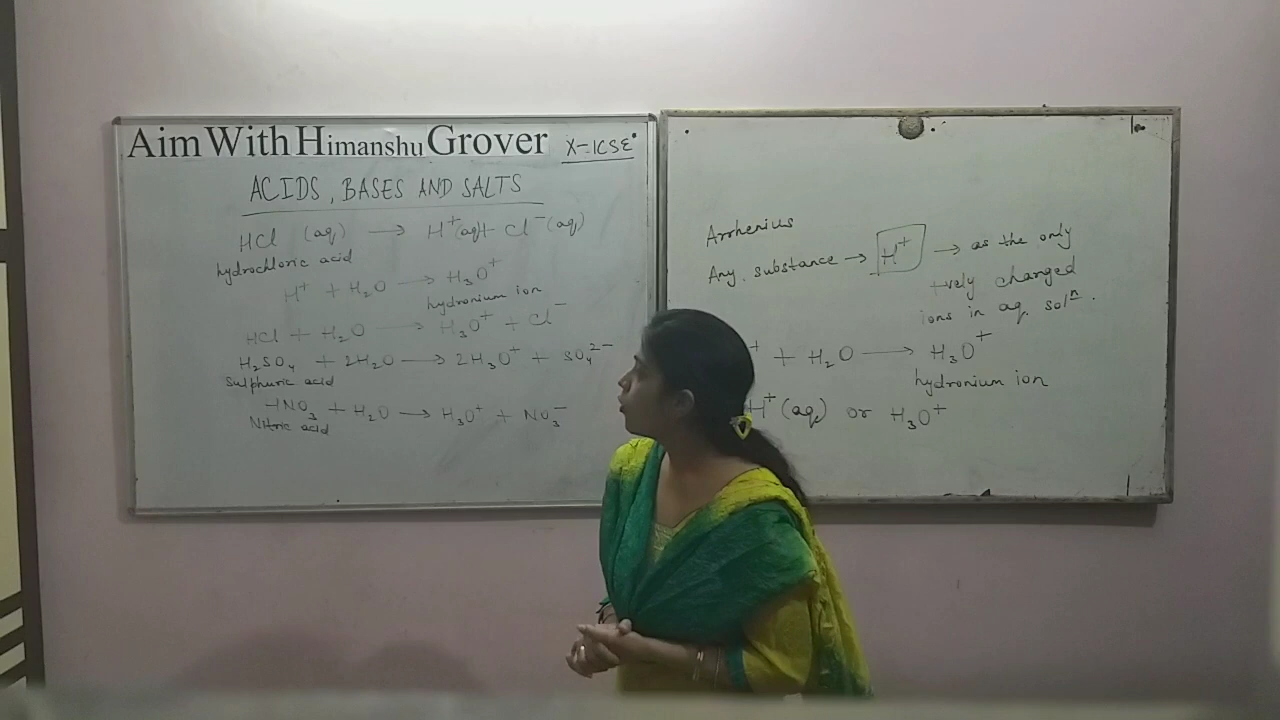 Aim With Himanshu Grover X-ICSE
ACIDS, BASES AND SALTS
HCl (aq) → H⁺(aq)+ Cl⁻(aq)
hydrochloric acid
H⁺ + H₂O → H₃O⁺
hydronium ion
HCl + H₂O → H₃O⁺ + Cl⁻
H₂SO₄ + 2H₂O → 2H₃O⁺ + SO₄²⁻
Sulphuric acid
HNO₃ + H₂O → H₃O⁺ + NO₃⁻
Nitric acid
Arrhenius
Any substance → H⁺ → as the only
+vely charged
ions in aq. solⁿ.
⁺ + H₂O → H₃O⁺
hydronium ion
H⁺(aq) or H₃O⁺